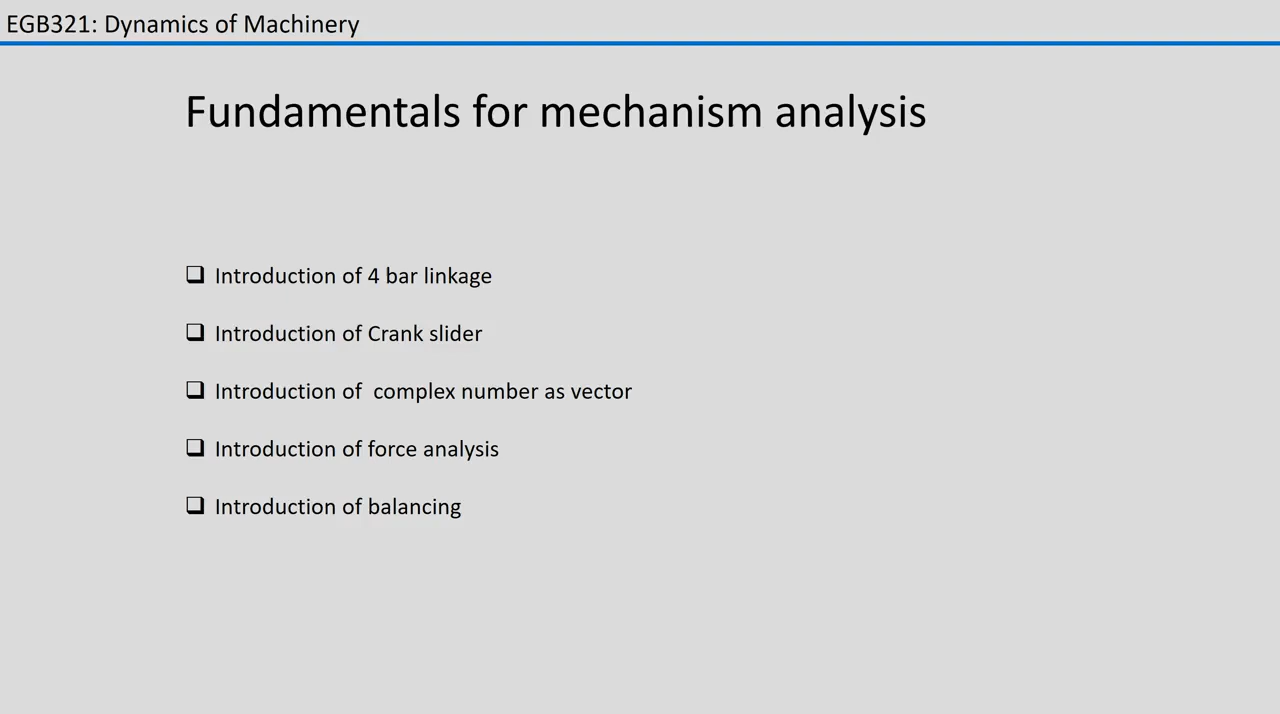 EGB321: Dynamics of Machinery
Fundamentals for mechanism analysis
Introduction of 4 bar linkage
Introduction of Crank slider
Introduction of  complex number as vector
Introduction of force analysis
Introduction of balancing